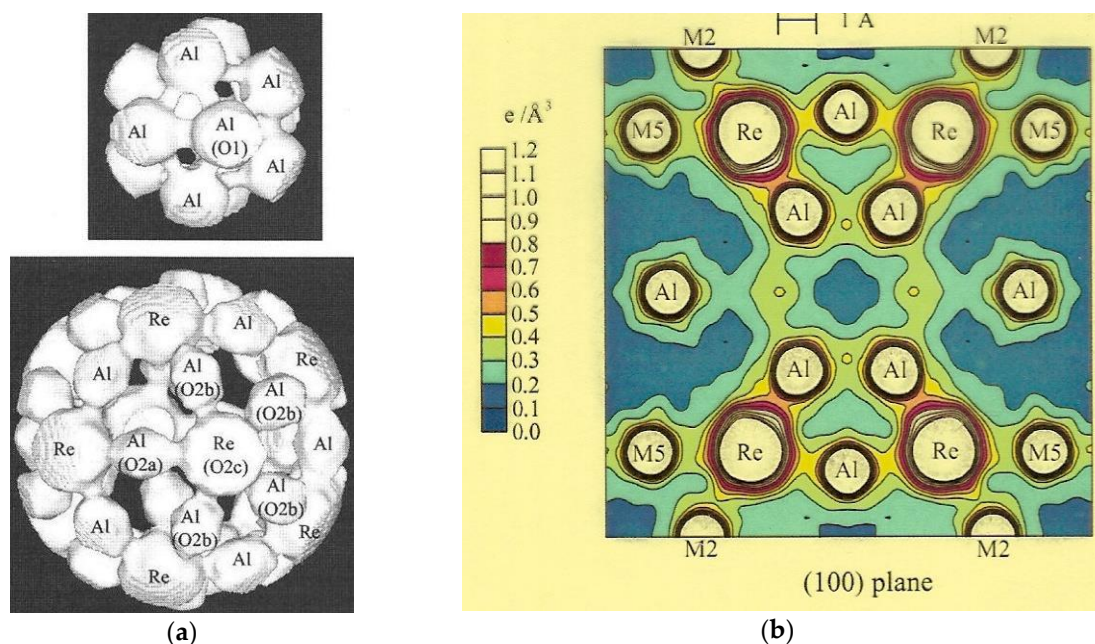 Al
Al
Al
Al
Al
(O1)
Al
Al
Re
Al
Re
Al
Al
(O2b)
Al
(O2b)
Re
Al
(O2a)
Re
(O2c)
Al
Al
(O2b)
Al
Al
(O2b)
Re
Re
Al
(a)
1 Å
M2 M2
e /Å³
1.2
1.1
1.0
0.9
0.8
0.7
0.6
0.5
0.4
0.3
0.2
0.1
0.0
M5 Re Al Re M5
Al Al
Al Al
Al Al
M5 Re Al Re M5
M2 M2
(100) plane
(b)